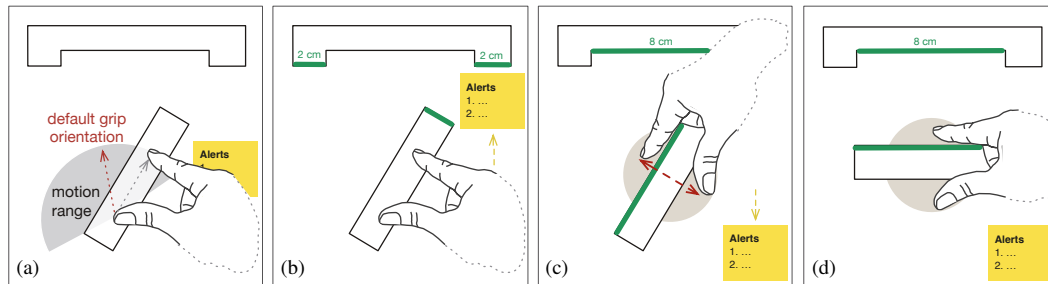 default grip
orientation
motion
range
Alerts
(a)
2 cm
2 cm
Alerts
1. ...
2. ...
(b)
8 cm
Alerts
1. ...
2. ...
(c)
8 cm
Alerts
1. ...
2. ...
(d)